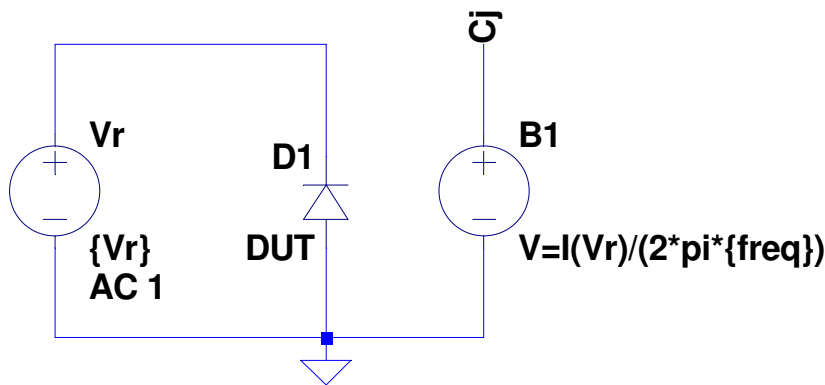 Cj
Vr
B1
D1
{Vr}
DUT
V=I(Vr)/(2*pi*{freq})
AC 1